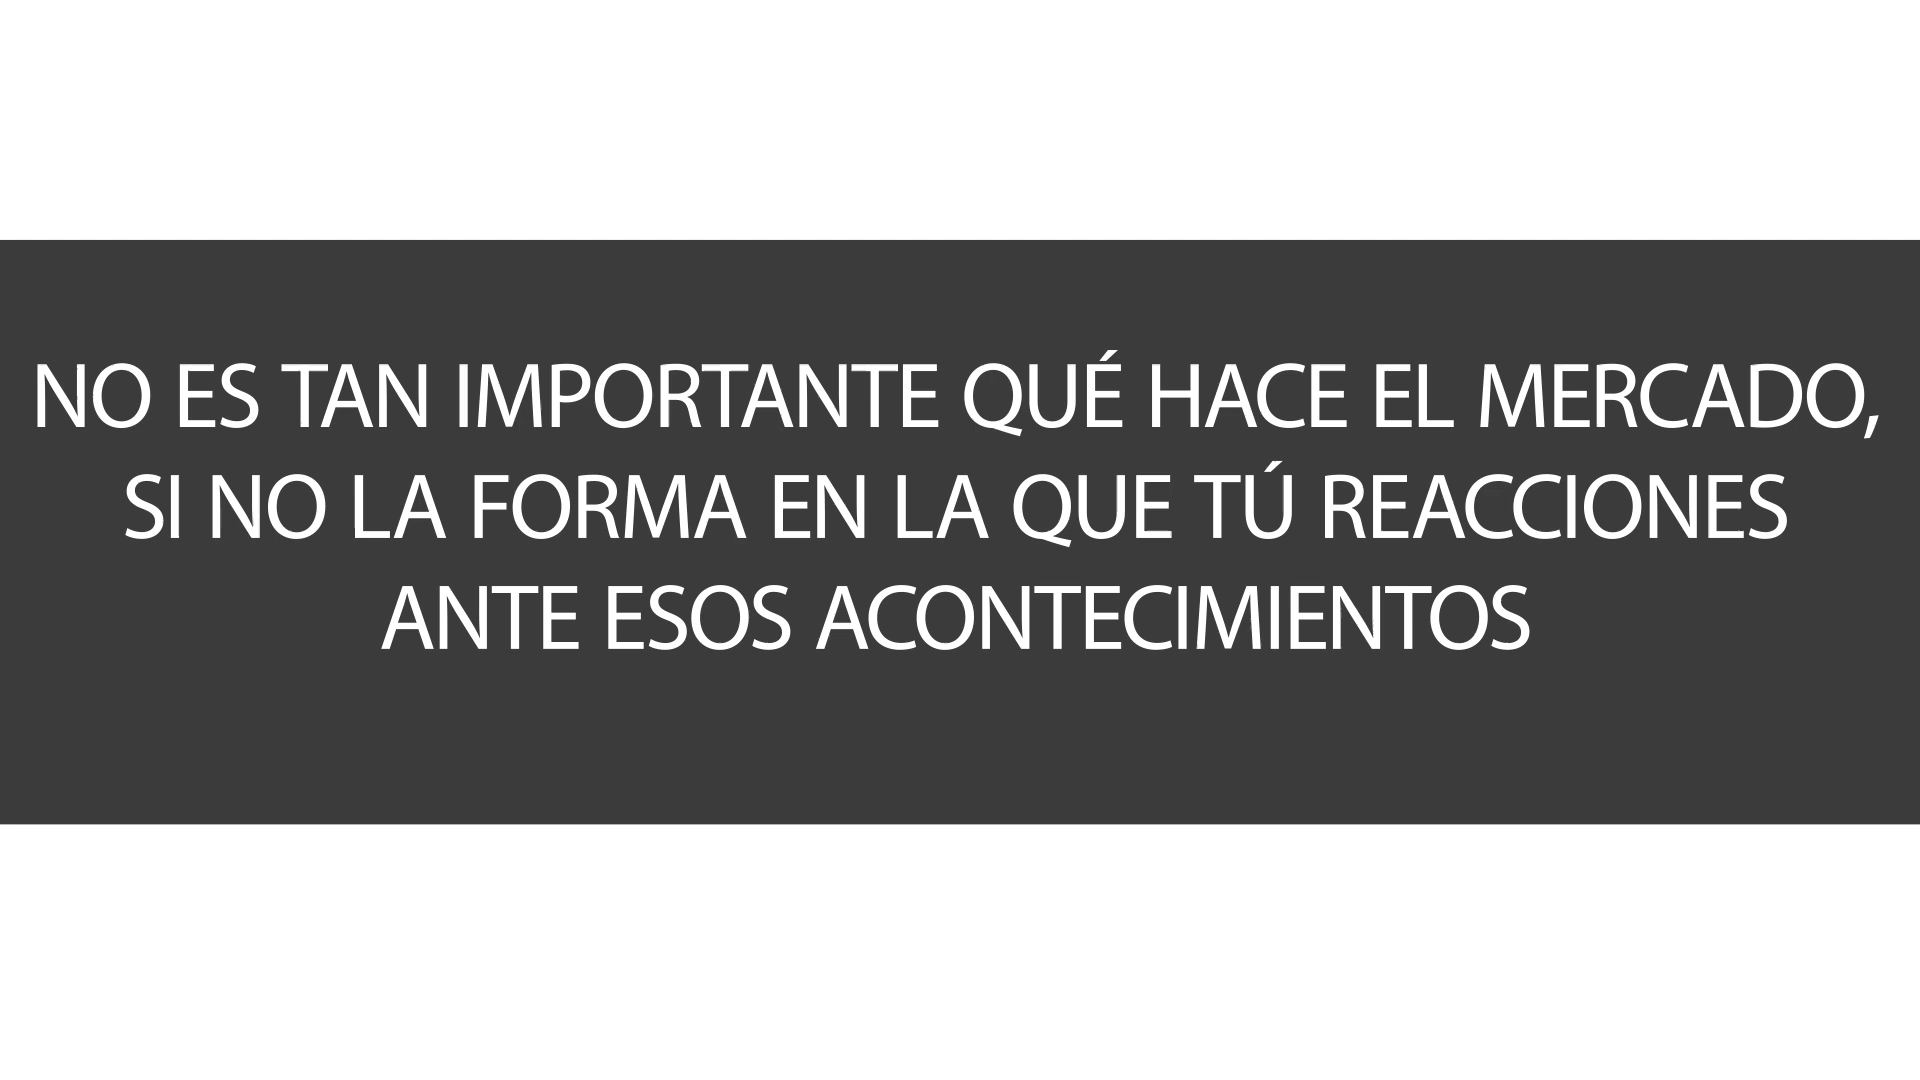 NO ES TAN IMPORTANTE QUÉ HACE EL MERCADO,
SI NO LA FORMA EN LA QUE TÚ REACCIONES
ANTE ESOS ACONTECIMIENTOS